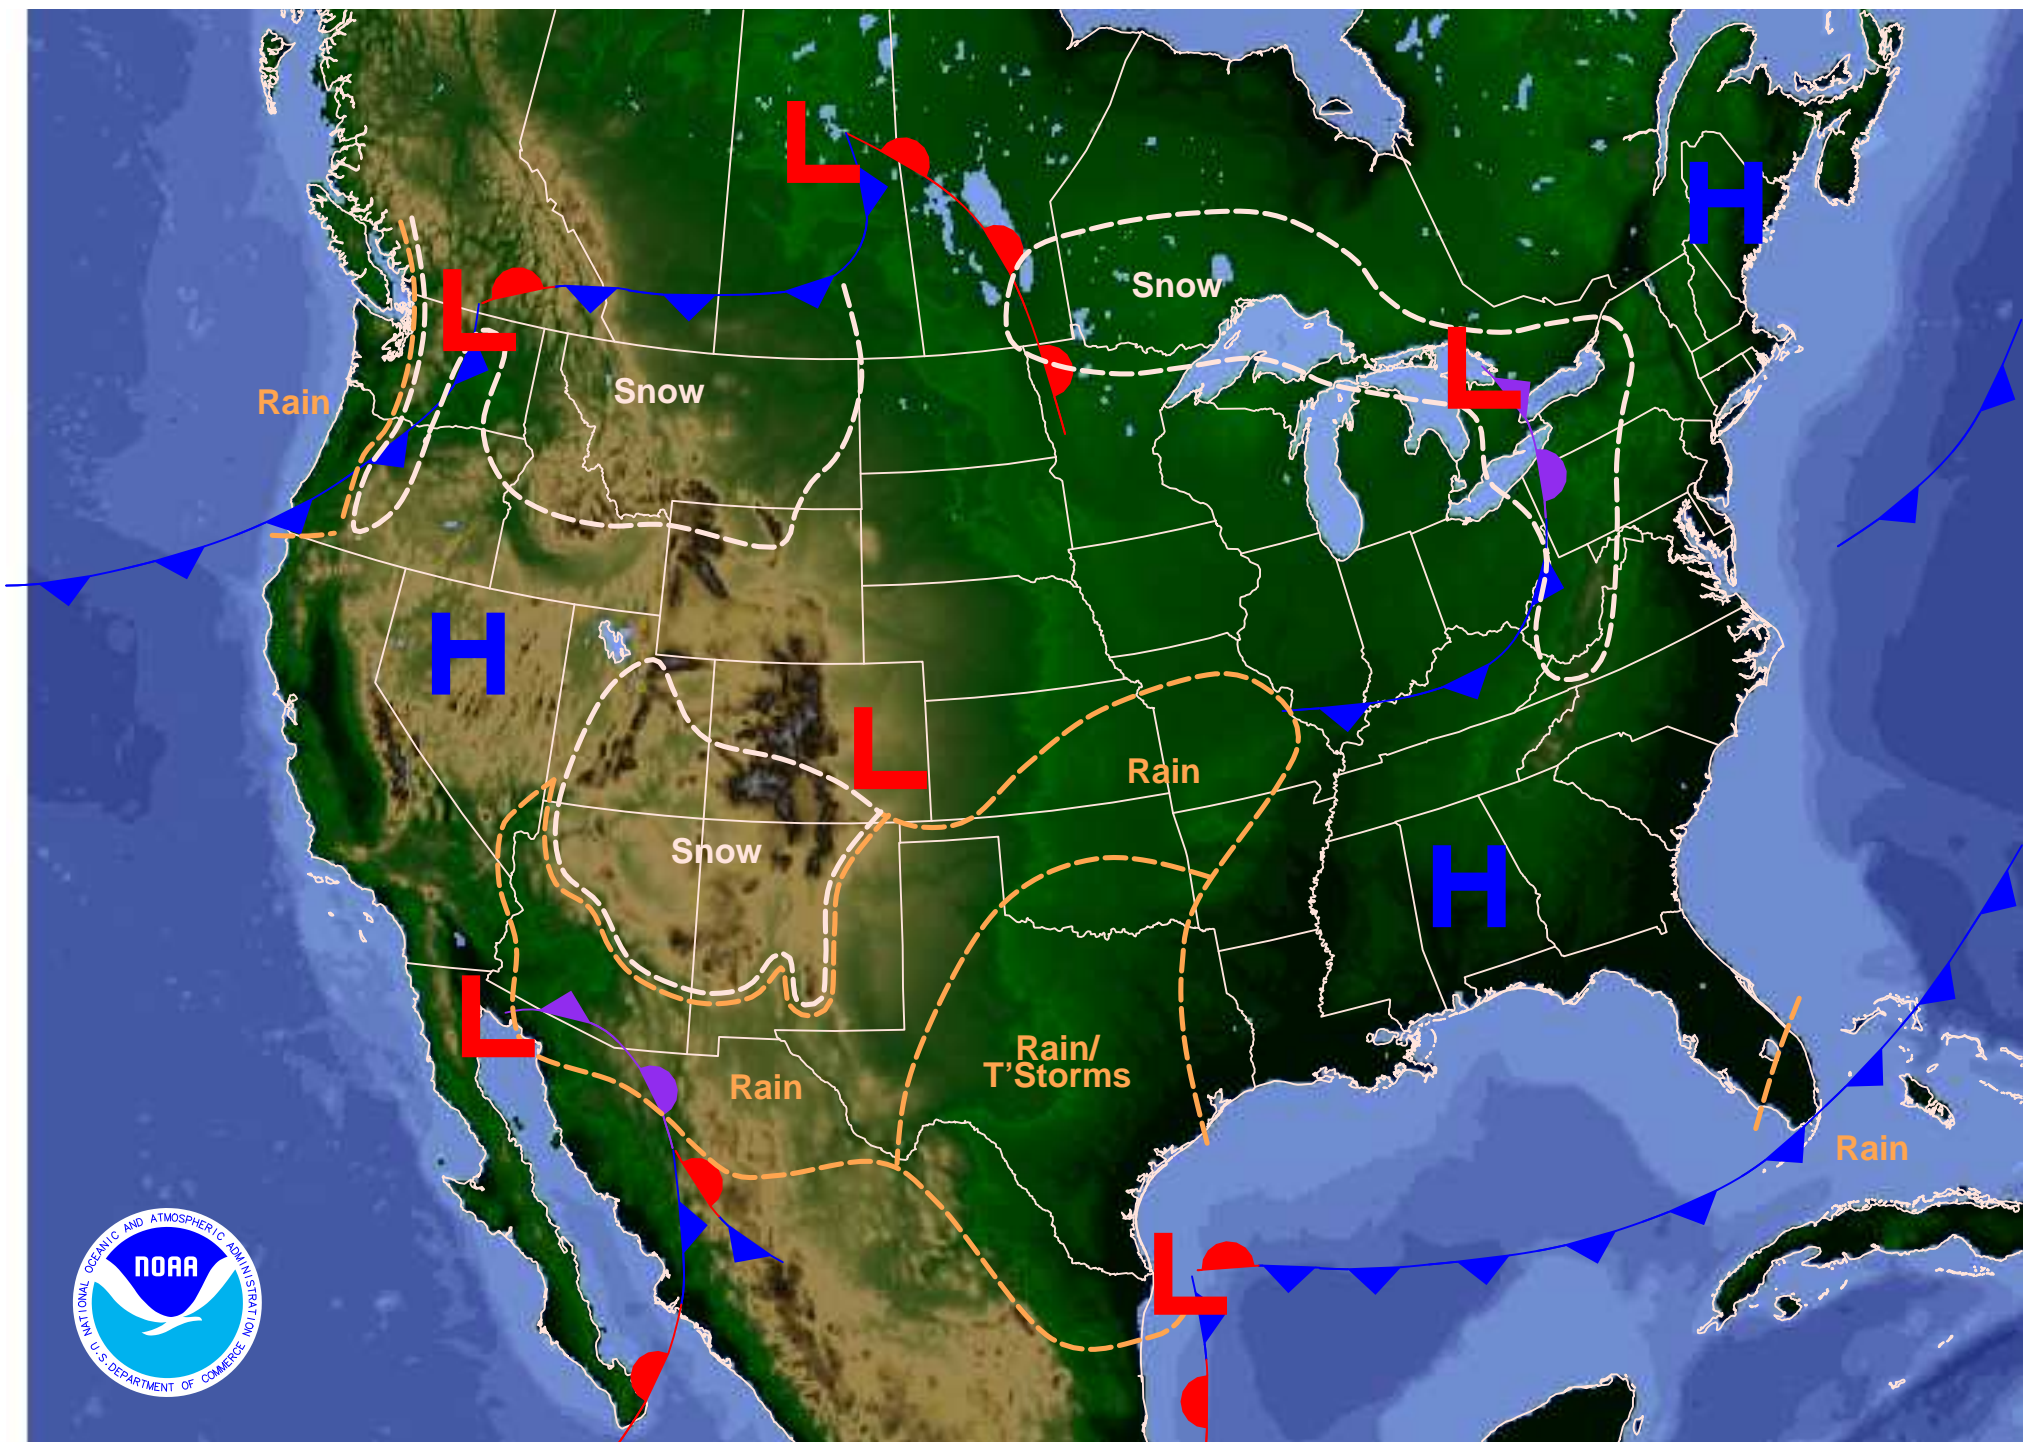 L
H
L
Snow
L
Rain
Snow
H
L
Rain
Snow
H
L
Rain/
T'Storms
Rain
Rain
L
NATIONAL OCEANIC AND ATMOSPHERIC ADMINISTRATION
NOAA
U.S. DEPARTMENT OF COMMERCE